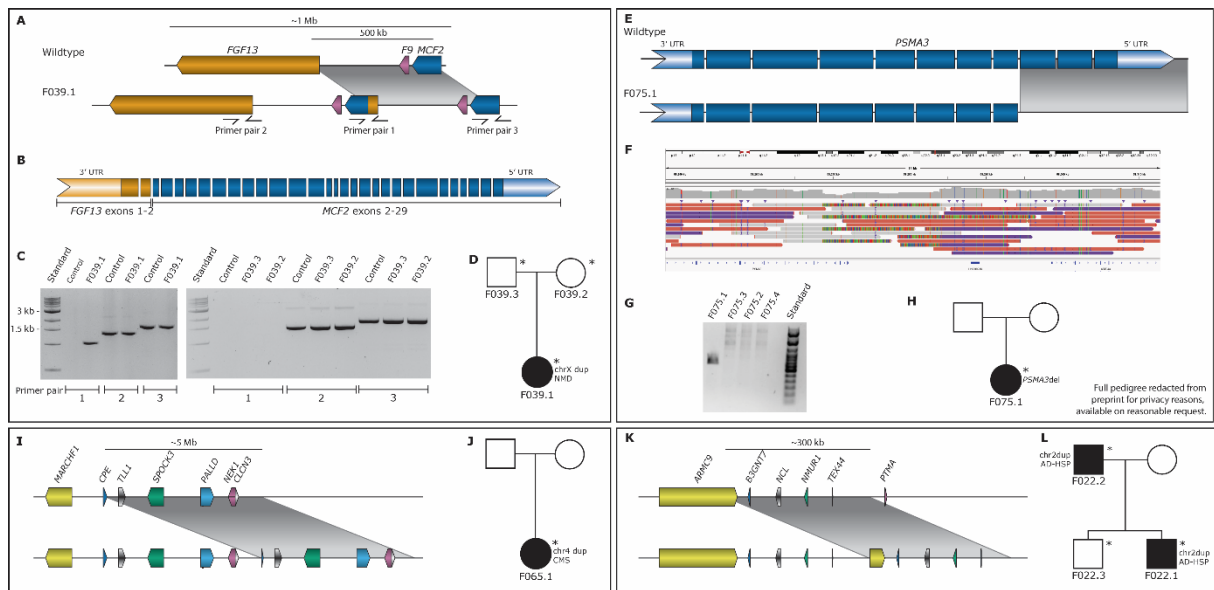 A
~1 Mb
500 kb
Wildtype
FGF13
F9
MCF2
F039.1
Primer pair 2
Primer pair 1
Primer pair 3
B
3' UTR
5' UTR
FGF13 exons 1-2
MCF2 exons 2-29
C
Standard
Control
F039.1
Control
F039.1
Control
F039.1
Standard
Control
F039.3
F039.2
Control
F039.3
F039.2
Control
F039.3
F039.2
3 kb -
1.5 kb -
Primer pair
1
2
3
1
2
3
D
*
*
F039.3
F039.2
*
chrX dup
NMD
F039.1
E
Wildtype
PSMA3
3' UTR
5' UTR
F075.1
F
G
F075.1
F075.3
F075.2
F075.4
Standard
H
*
PSMA3del
F075.1
Full pedigree redacted from
preprint for privacy reasons,
available on reasonable request.
I
~5 Mb
MARCHF1
CPE
TLL1
SPOCK3
PALLD
NEK1
CLCN3
J
*
chr4 dup
CMS
F065.1
K
~300 kb
ARMC9
B3GNT7
NCL
NMUR1
TEX44
PTMA
L
chr2dup
AD-HSP
*
F022.2
*
*
chr2dup
AD-HSP
F022.3
F022.1